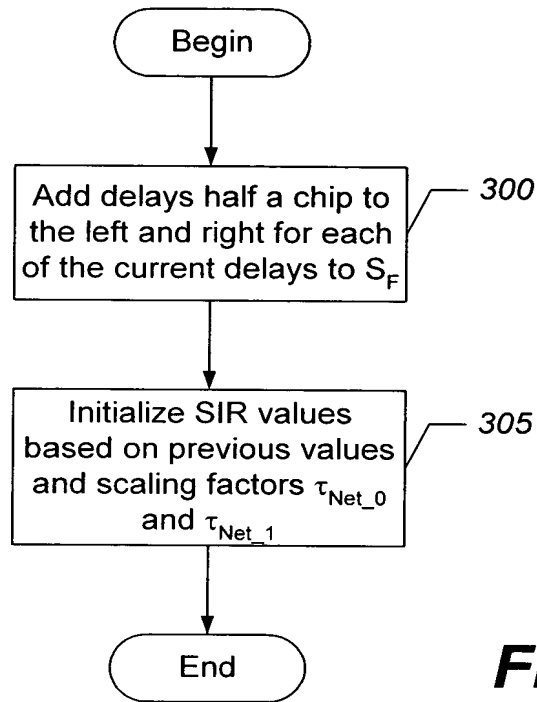 Begin
Add delays half a chip to
the left and right for each
of the current delays to S_F
300
Initialize SIR values
based on previous values
and scaling factors τ_Net_0
and τ_Net_1
305
End